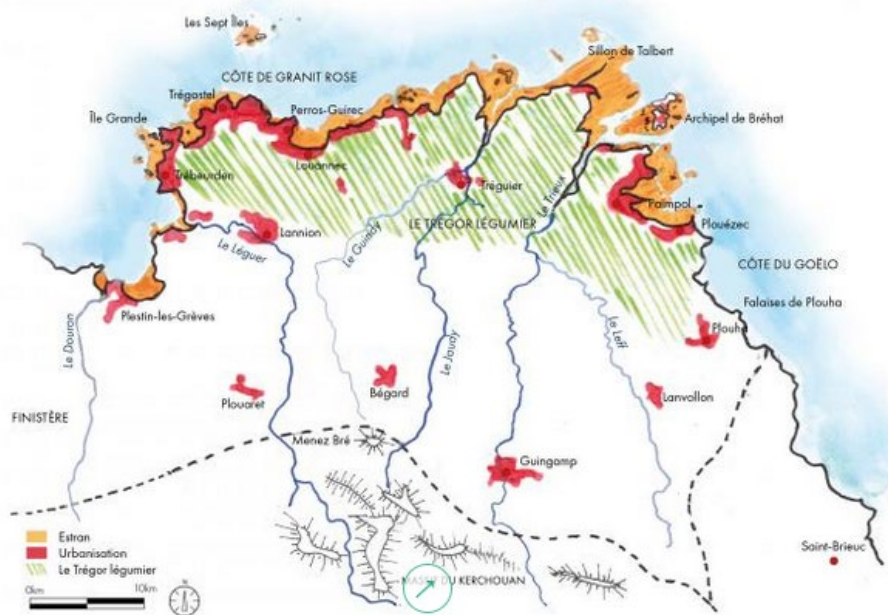 Les Sept Îles
Sillon de Talbert
CÔTE DE GRANIT ROSE
Trégastel
Perros-Guirec
Île Grande
Archipel de Bréhat
Louannec
Trébeurden
Tréguier
Le Trieux
Paimpol
LE TRÉGOR LÉGUMIER
Plouézec
Lannion
Le Guindy
Le Léguer
CÔTE DU GOËLO
Falaises de Plouha
Plestin-les-Grèves
Le Douron
Le Jaudy
Le Leff
Plouha
Plouaret
Bégard
Lanvollon
FINISTÈRE
Menez Bré
Guingamp
Estran
Urbanisation
Le Trégor légumier
Saint-Brieuc
MASSIF DU KERCHOUAN
0km 10km
N